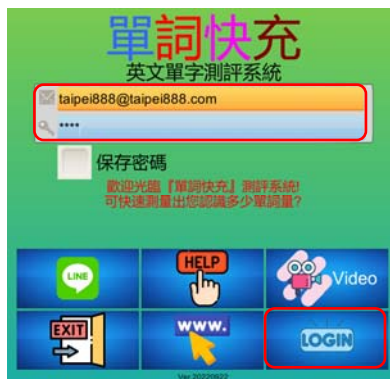 單詞快充
英文單字測評系統
taipei888@taipei888.com
****
保存密碼
歡迎光臨『單詞快充』測評系統!
可快速測量出您認識多少單詞量?
LINE
HELP
Video
EXIT
www.
LOGIN
Ver.20220922